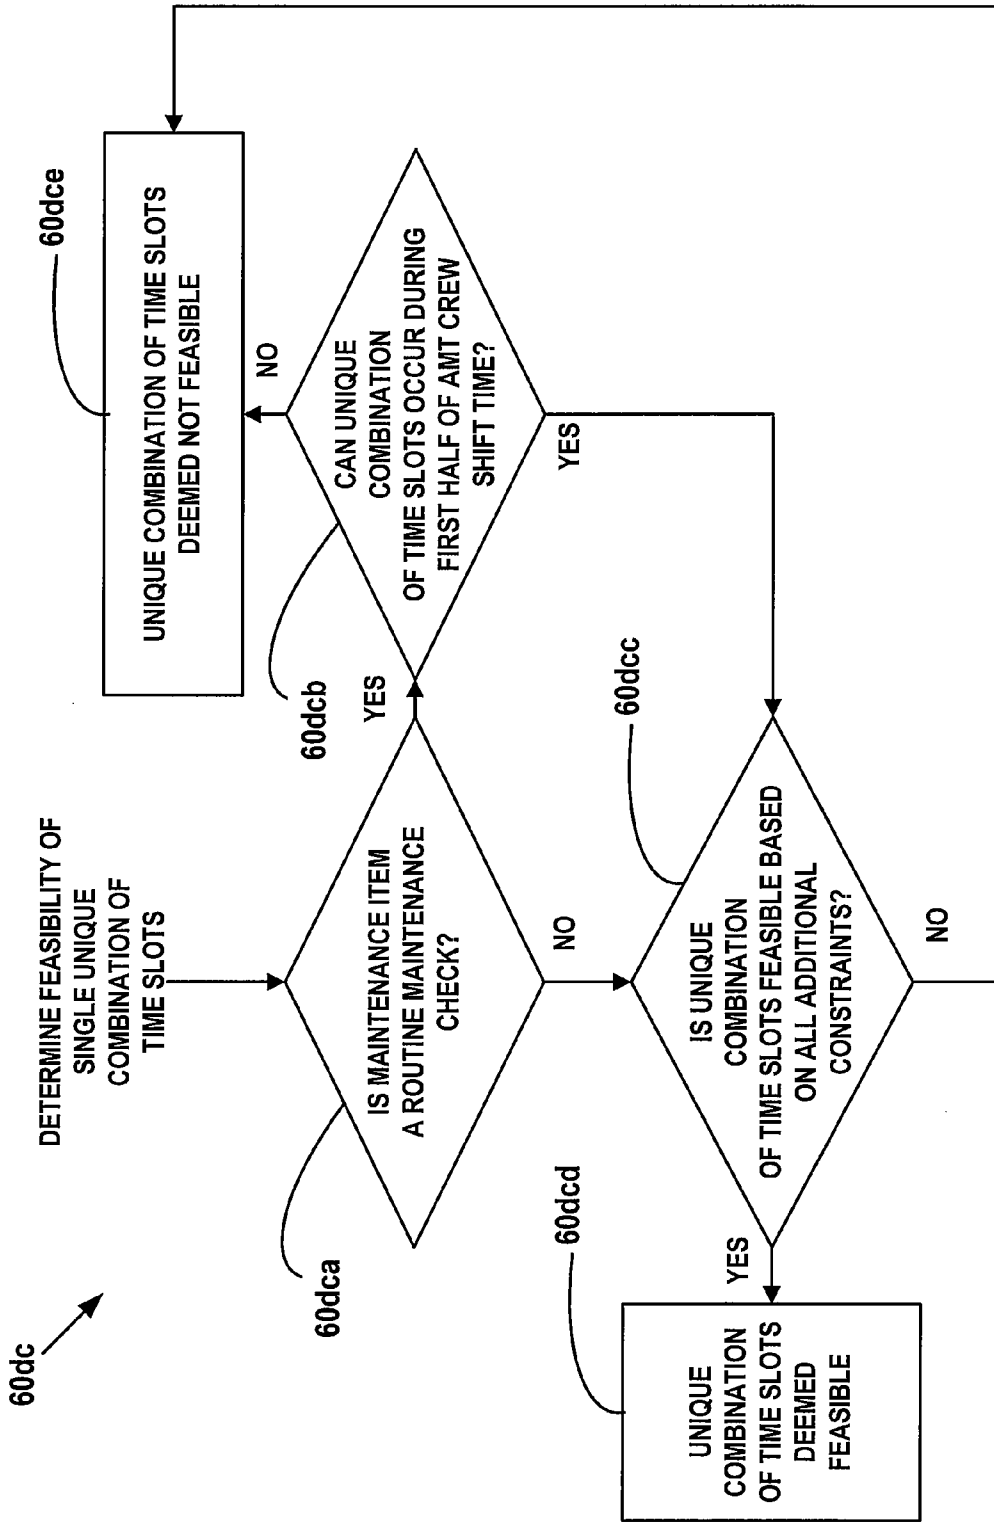 60dc
DETERMINE FEASIBILITY OF
SINGLE UNIQUE
COMBINATION OF
TIME SLOTS
60dca
IS MAINTENANCE ITEM
A ROUTINE MAINTENANCE
CHECK?
YES
NO
60dcb
CAN UNIQUE
COMBINATION
OF TIME SLOTS OCCUR DURING
FIRST HALF OF AMT CREW
SHIFT TIME?
NO
YES
60dce
UNIQUE COMBINATION OF TIME SLOTS
DEEMED NOT FEASIBLE
60dcc
IS UNIQUE
COMBINATION
OF TIME SLOTS FEASIBLE BASED
ON ALL ADDITIONAL
CONSTRAINTS?
YES
NO
60dcd
UNIQUE
COMBINATION
OF TIME SLOTS
DEEMED
FEASIBLE